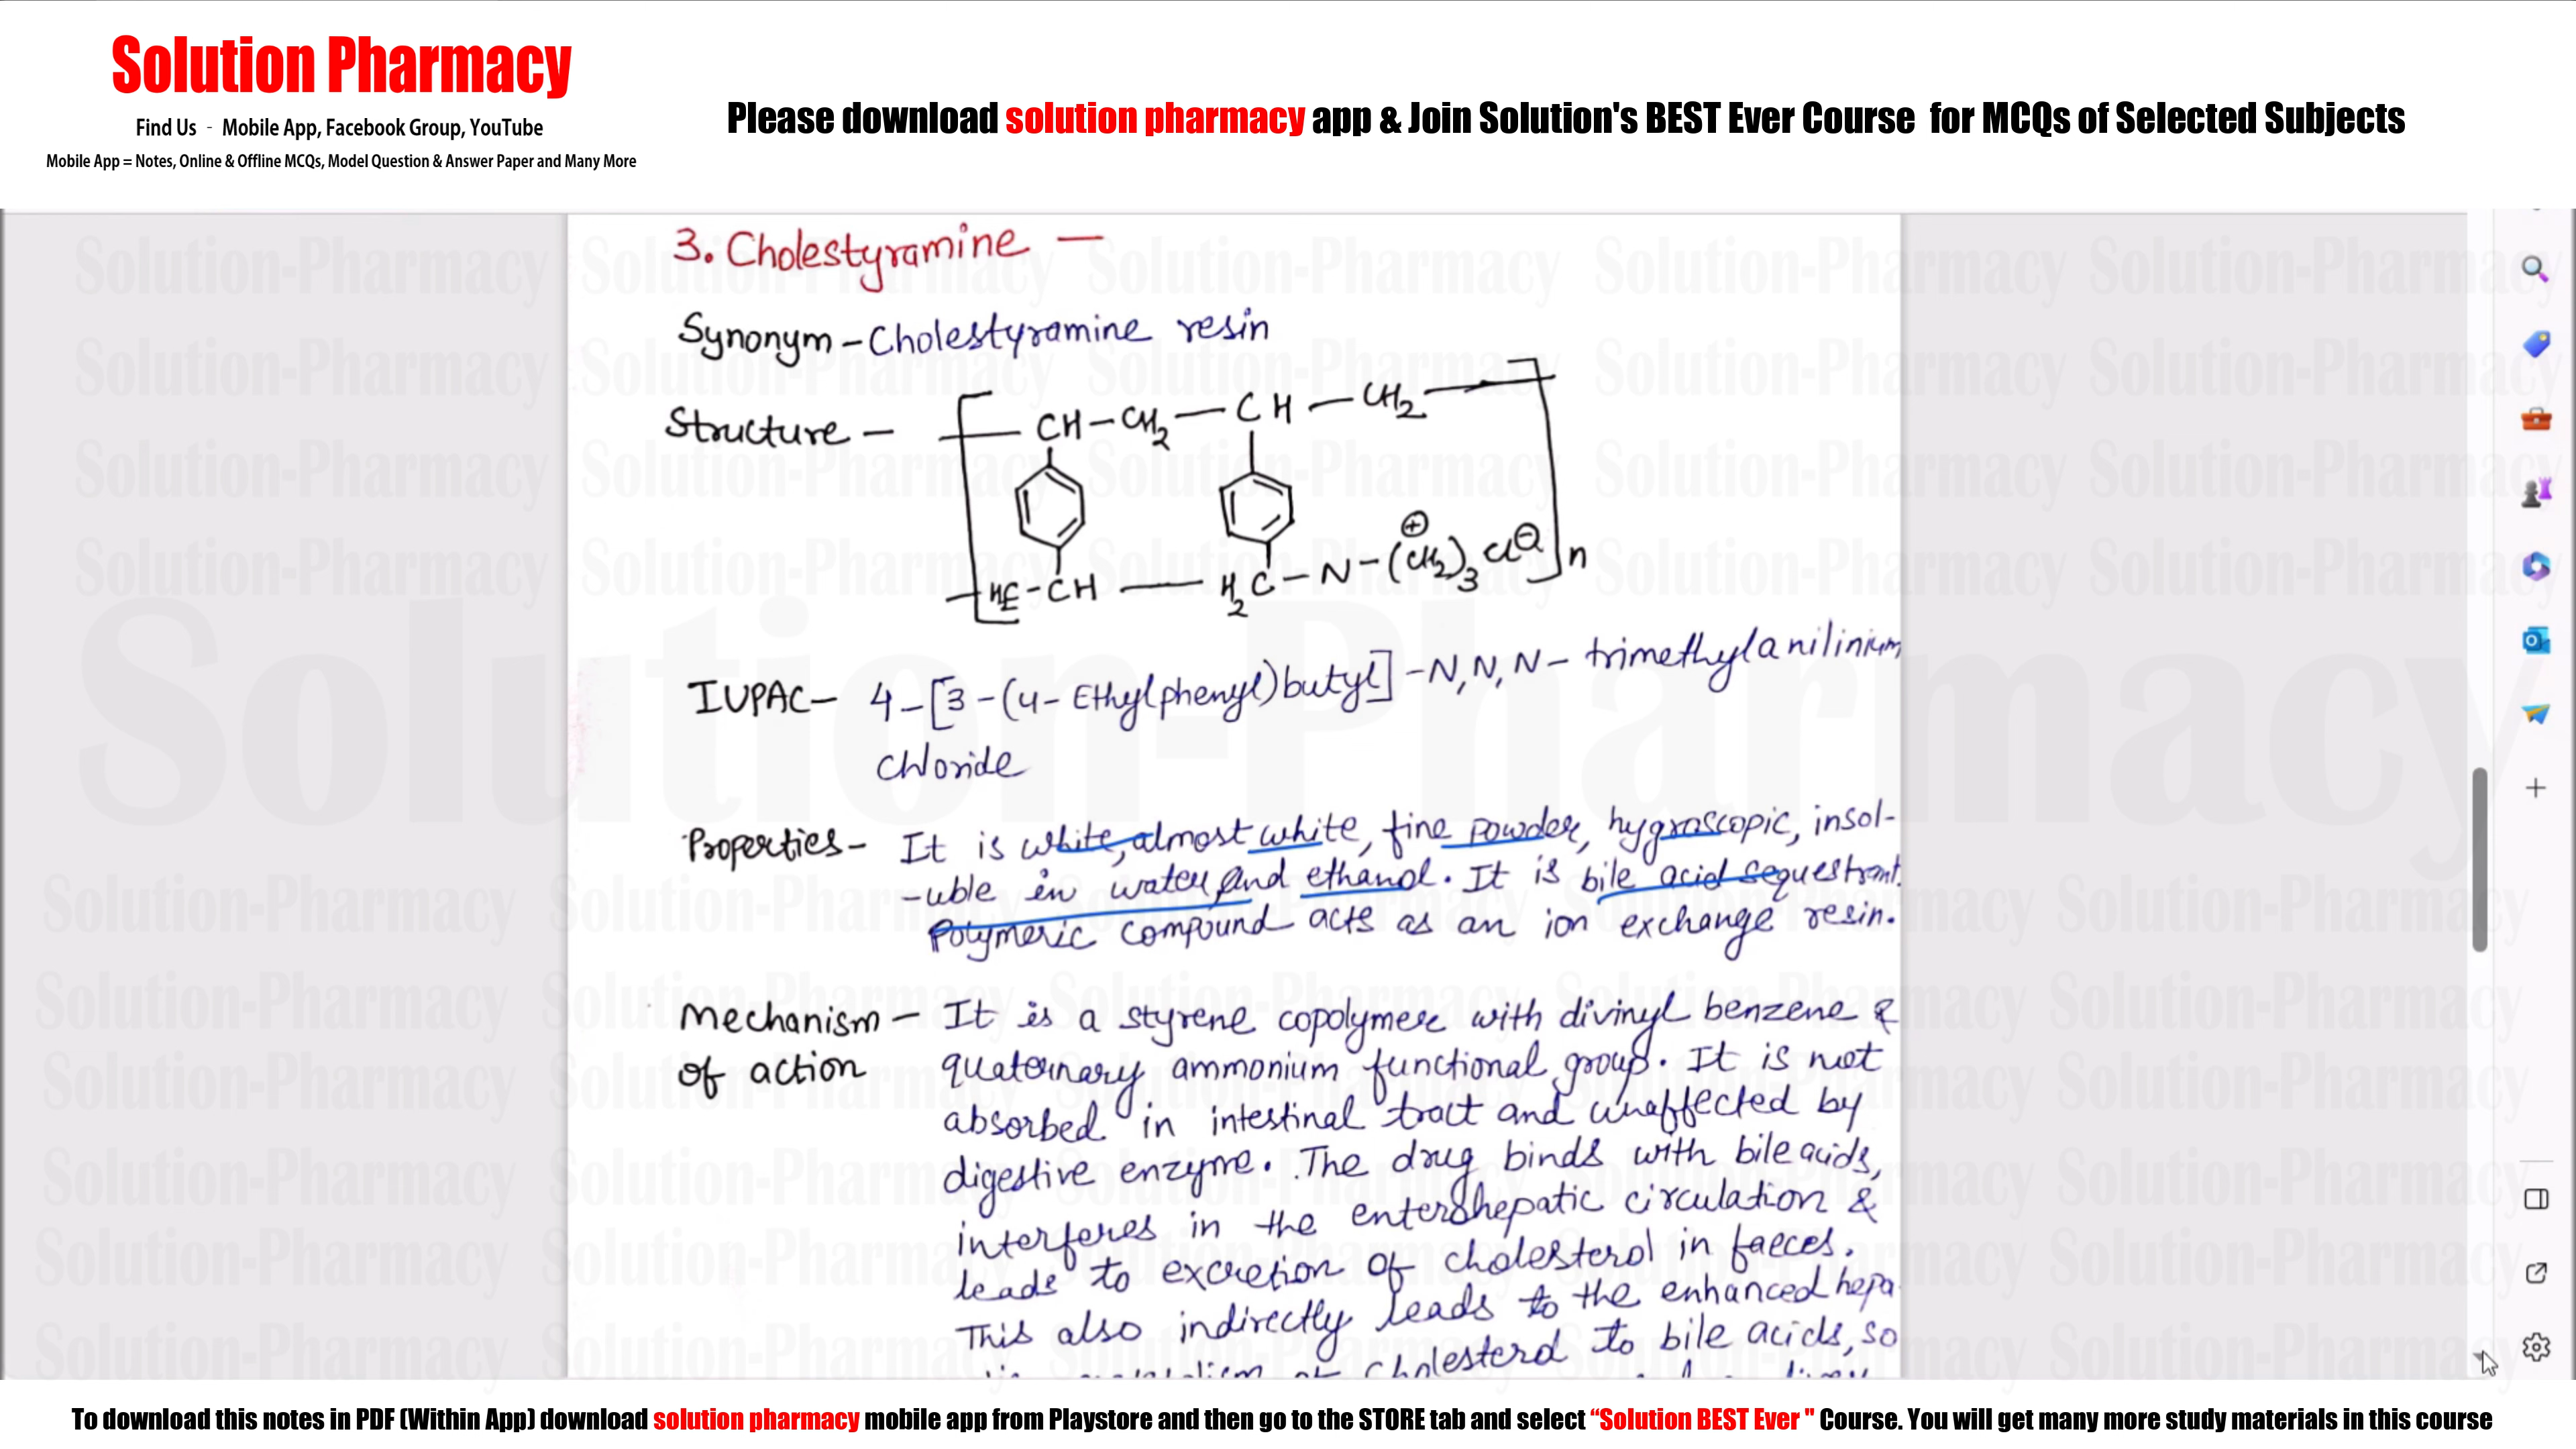 Solution Pharmacy
Find Us - Mobile App, Facebook Group, YouTube
Mobile App = Notes, Online & Offline MCQs, Model Question & Answer Paper and Many More
Please download solution pharmacy app & Join Solution's BEST Ever Course for MCQs of Selected Subjects
3. Cholestyramine —
Synonym – Cholestyramine resin
Structure –
CH – CH2 — CH — CH2
HC – CH — H2C – N – (CH2)3 Cl⊖ n
⊕
IUPAC – 4 – [3 – (4 – Ethylphenyl) butyl] – N, N, N – trimethylanilinium
chloride
Properties – It is white, almost white, fine powder, hygroscopic, insol-
-uble in water and ethanol. It is bile acid sequestrant.
Polymeric compound acts as an ion exchange resin.
Mechanism – It is a styrene copolymer with divinyl benzene &
of action quaternary ammonium functional group. It is not
absorbed in intestinal tract and unaffected by
digestive enzyme. The drug binds with bile acids,
interferes in the enterohepatic circulation &
leads to excretion of cholesterol in faeces.
This also indirectly leads to the enhanced hepa
cholesterol to bile acids, so
To download this notes in PDF (Within App) download solution pharmacy mobile app from Playstore and then go to the STORE tab and select “Solution BEST Ever " Course. You will get many more study materials in this course
Solution-Pharmacy